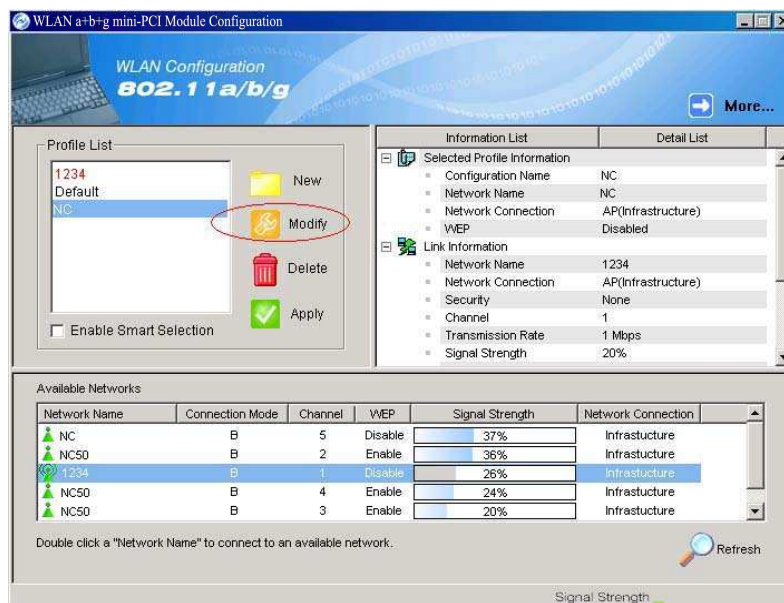 WLAN a+b+g mini-PCI Module Configuration
WLAN Configuration
802.11a/b/g
More...
Profile List
1234
Default
NC
New
Modify
Delete
Apply
Enable Smart Selection
Information List Detail List
Selected Profile Information
Configuration Name NC
Network Name NC
Network Connection AP(Infrastructure)
WEP Disabled
Link Information
Network Name 1234
Network Connection AP(Infrastructure)
Security None
Channel 1
Transmission Rate 1 Mbps
Signal Strength 20%
Available Networks
Network Name Connection Mode Channel WEP Signal Strength Network Connection
NC B 5 Disable 37% Infrastucture
NC50 B 2 Enable 36% Infrastucture
1234 B 1 Disable 26% Infrastucture
NC50 B 4 Enable 24% Infrastucture
NC50 B 3 Enable 20% Infrastucture
Double click a "Network Name" to connect to an available network.
Refresh
Signal Strength